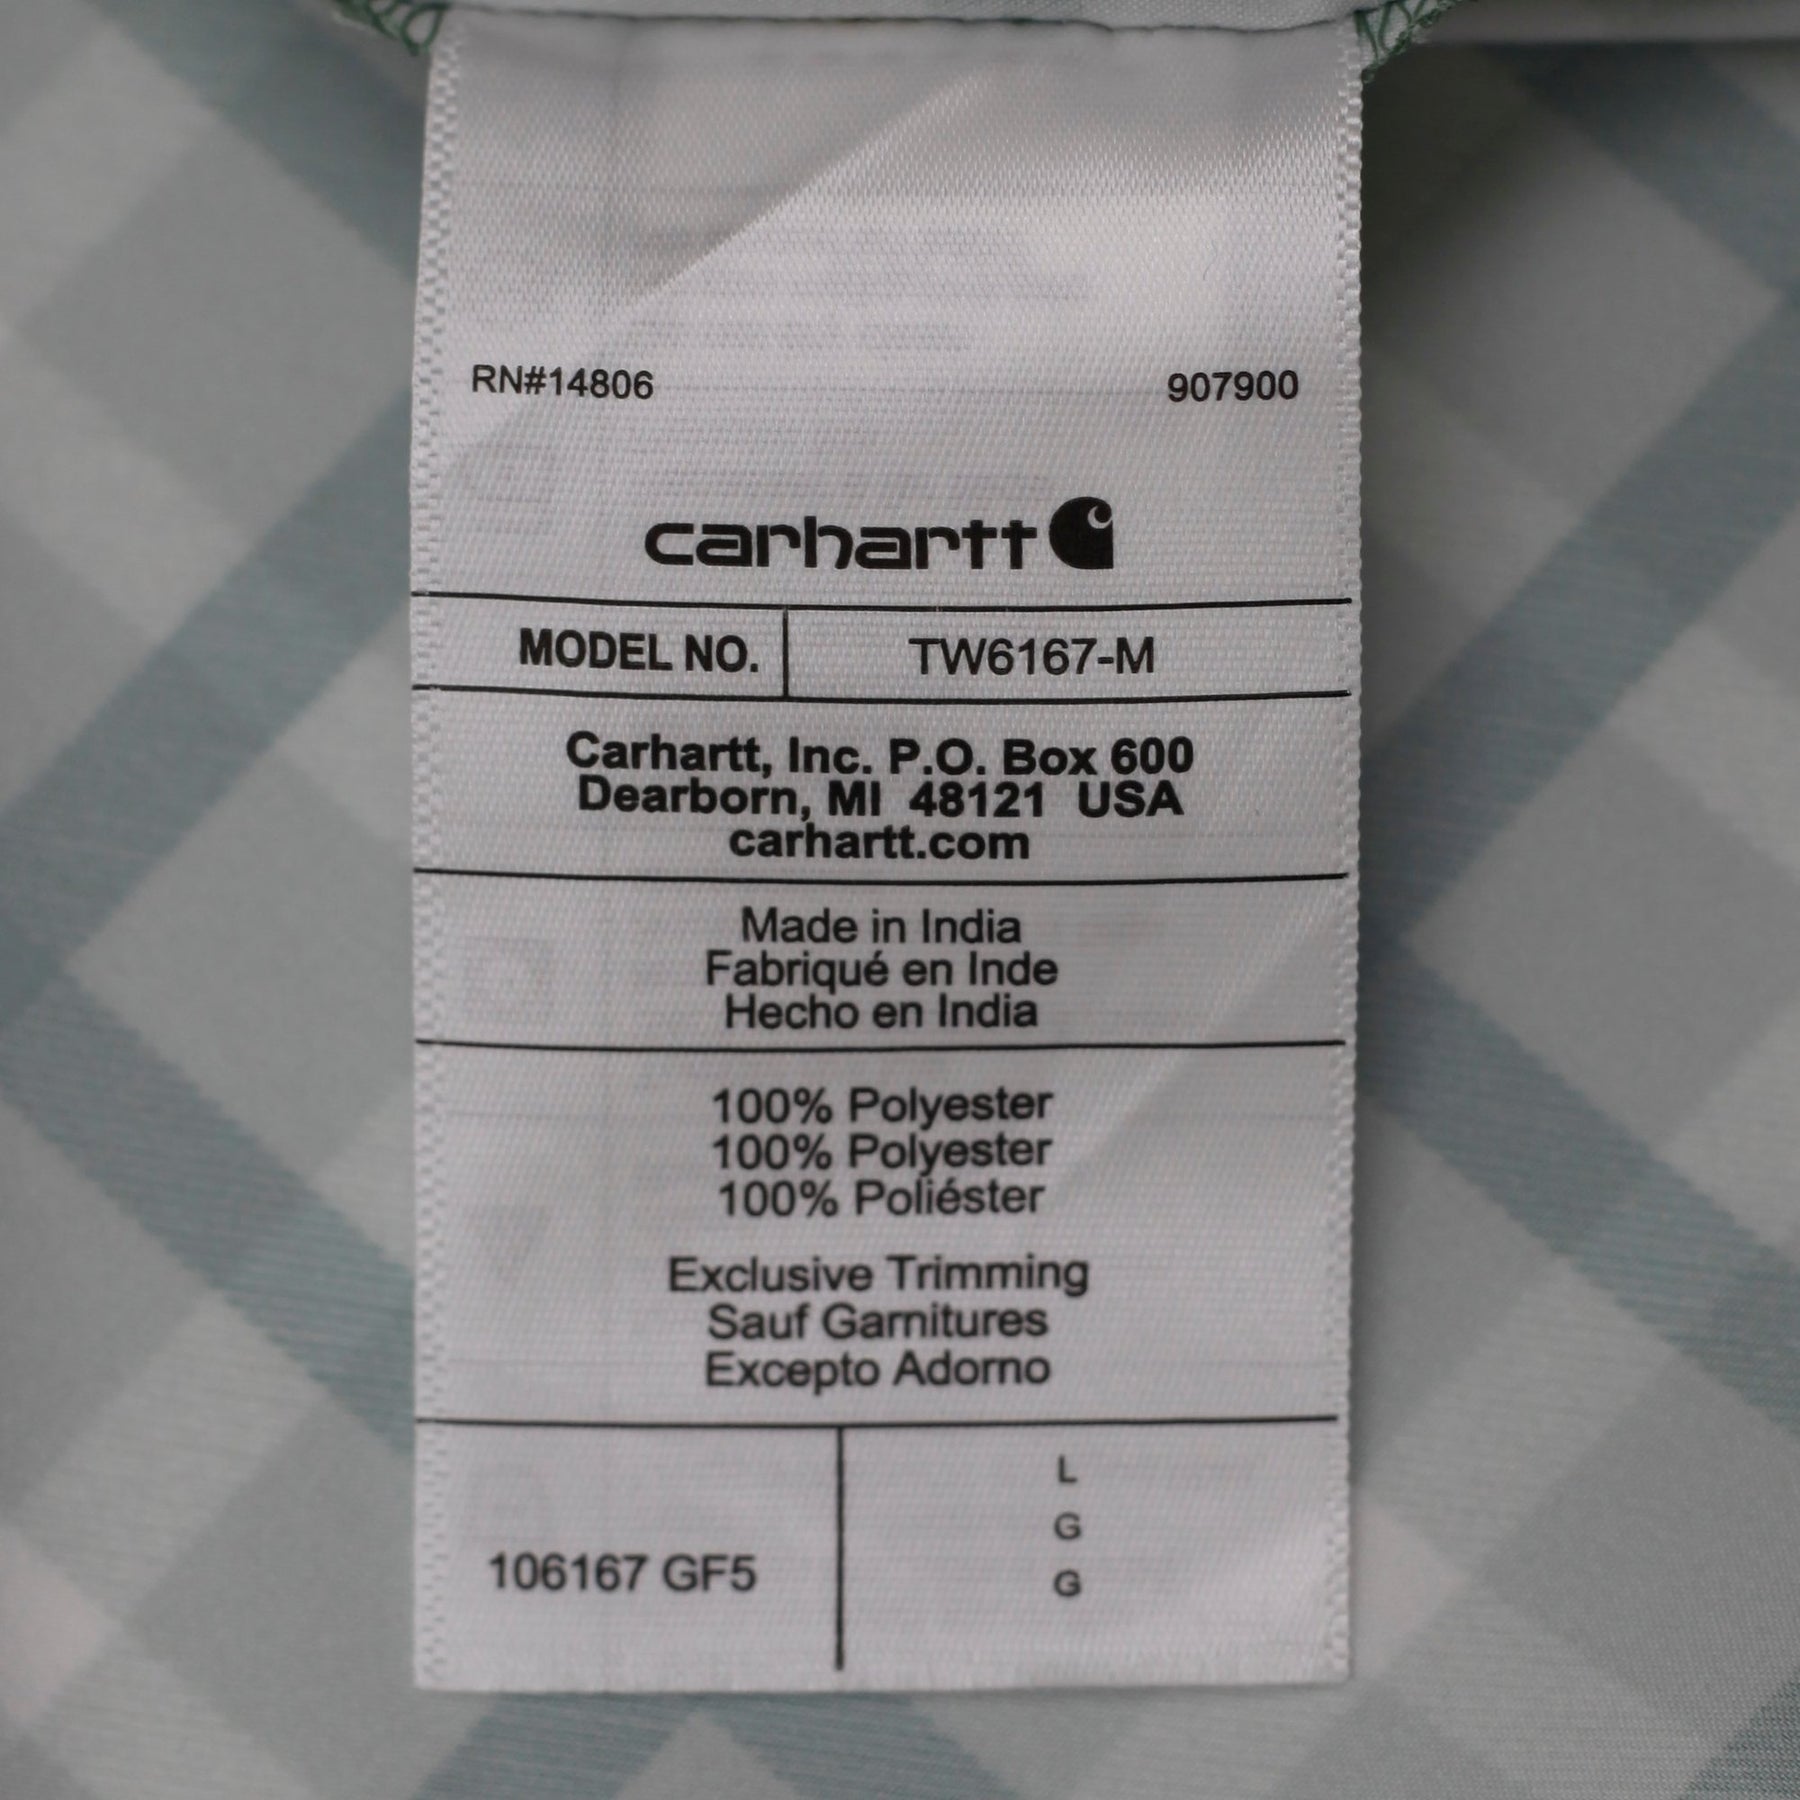 RN#14806 907900
carhartt
MODEL NO. TW6167-M
Carhartt, Inc. P.O. Box 600
Dearborn, MI 48121 USA
carhartt.com
Made in India
Fabriqué en Inde
Hecho en India
100% Polyester
100% Polyester
100% Poliéster
Exclusive Trimming
Sauf Garnitures
Excepto Adorno
L
G
106167 GF5
G